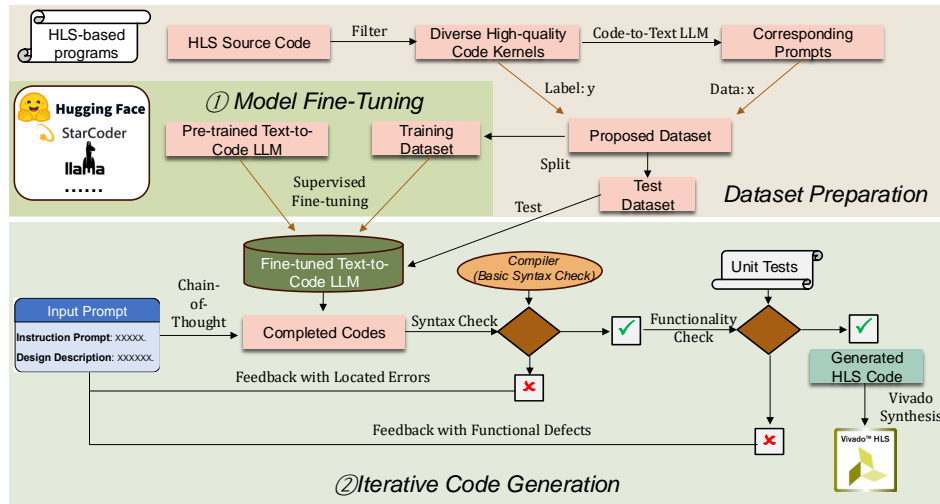 HLS-based
programs
HLS Source Code
Filter
Diverse High-quality
Code Kernels
Code-to-Text LLM
Corresponding
Prompts
Label: y
Data: x
① Model Fine-Tuning
Hugging Face
StarCoder
llama
......
Pre-trained Text-to-
Code LLM
Training
Dataset
Proposed Dataset
Split
Supervised
Fine-tuning
Test
Dataset
Dataset Preparation
Test
Fine-tuned Text-to-
Code LLM
Compiler
(Basic Syntax Check)
Unit Tests
Input Prompt
Instruction Prompt: XXXXX.
Design Description: XXXXXX.
Chain-
of-
Thought
Completed Codes
Syntax Check
Functionality
Check
Generated
HLS Code
Feedback with Located Errors
Vivado
Synthesis
Feedback with Functional Defects
Vivado™ HLS
②Iterative Code Generation